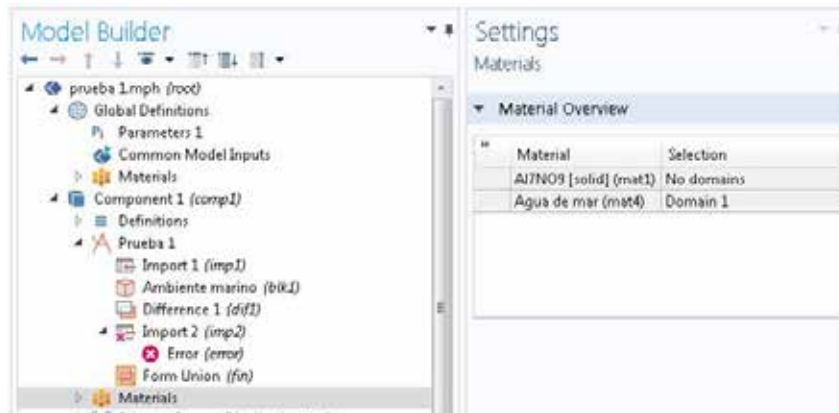 Model Builder
prueba 1.mph (root)
Global Definitions
Pi Parameters 1
Common Model Inputs
Materials
Component 1 (comp1)
Definitions
Prueba 1
Import 1 (imp1)
Ambiente marino (blk1)
Difference 1 (dif1)
Import 2 (imp2)
Error (error)
Form Union (fin)
Materials
Settings
Materials
Material Overview
Material Selection
Al7NO9 [solid] (mat1) No domains
Agua de mar (mat4) Domain 1